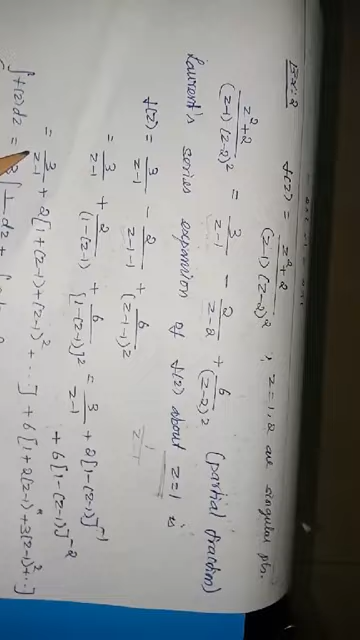 Ex: 2 f(z) = z²+2 / (z-1)(z-2)² , z = 1, 2 are singular pts.
z²+2 / (z-1)(z-2)² = 3/z-1 - 2/z-2 + 6/(z-2)² (partial fraction)
Laurent's series expansion of f(z) about z=1 is
f(z) = 3/z-1 - 2/z-1-1 + 6/(z-1-1)²
= 3/z-1 + 2/(1-(z-1)) + 6/[1-(z-1)]² = 3/z-1 + 2[1-(z-1)]⁻¹
+ 6[1-(z-1)]⁻²
= 3/z-1 + 2[1+(z-1)+(z-1)²+...] + 6[1+2(z-1)+3(z-1)²+...]
∫ f(z) dz =